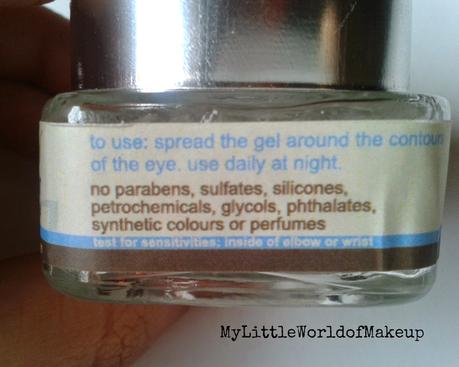 to use: spread the gel around the contour
of the eye. use daily at night.
no parabens, sulfates, silicones,
petrochemicals, glycols, phthalates,
synthetic colours or perfumes
test for sensitivities: inside of elbow or wrist
MyLittleWorldofMakeup